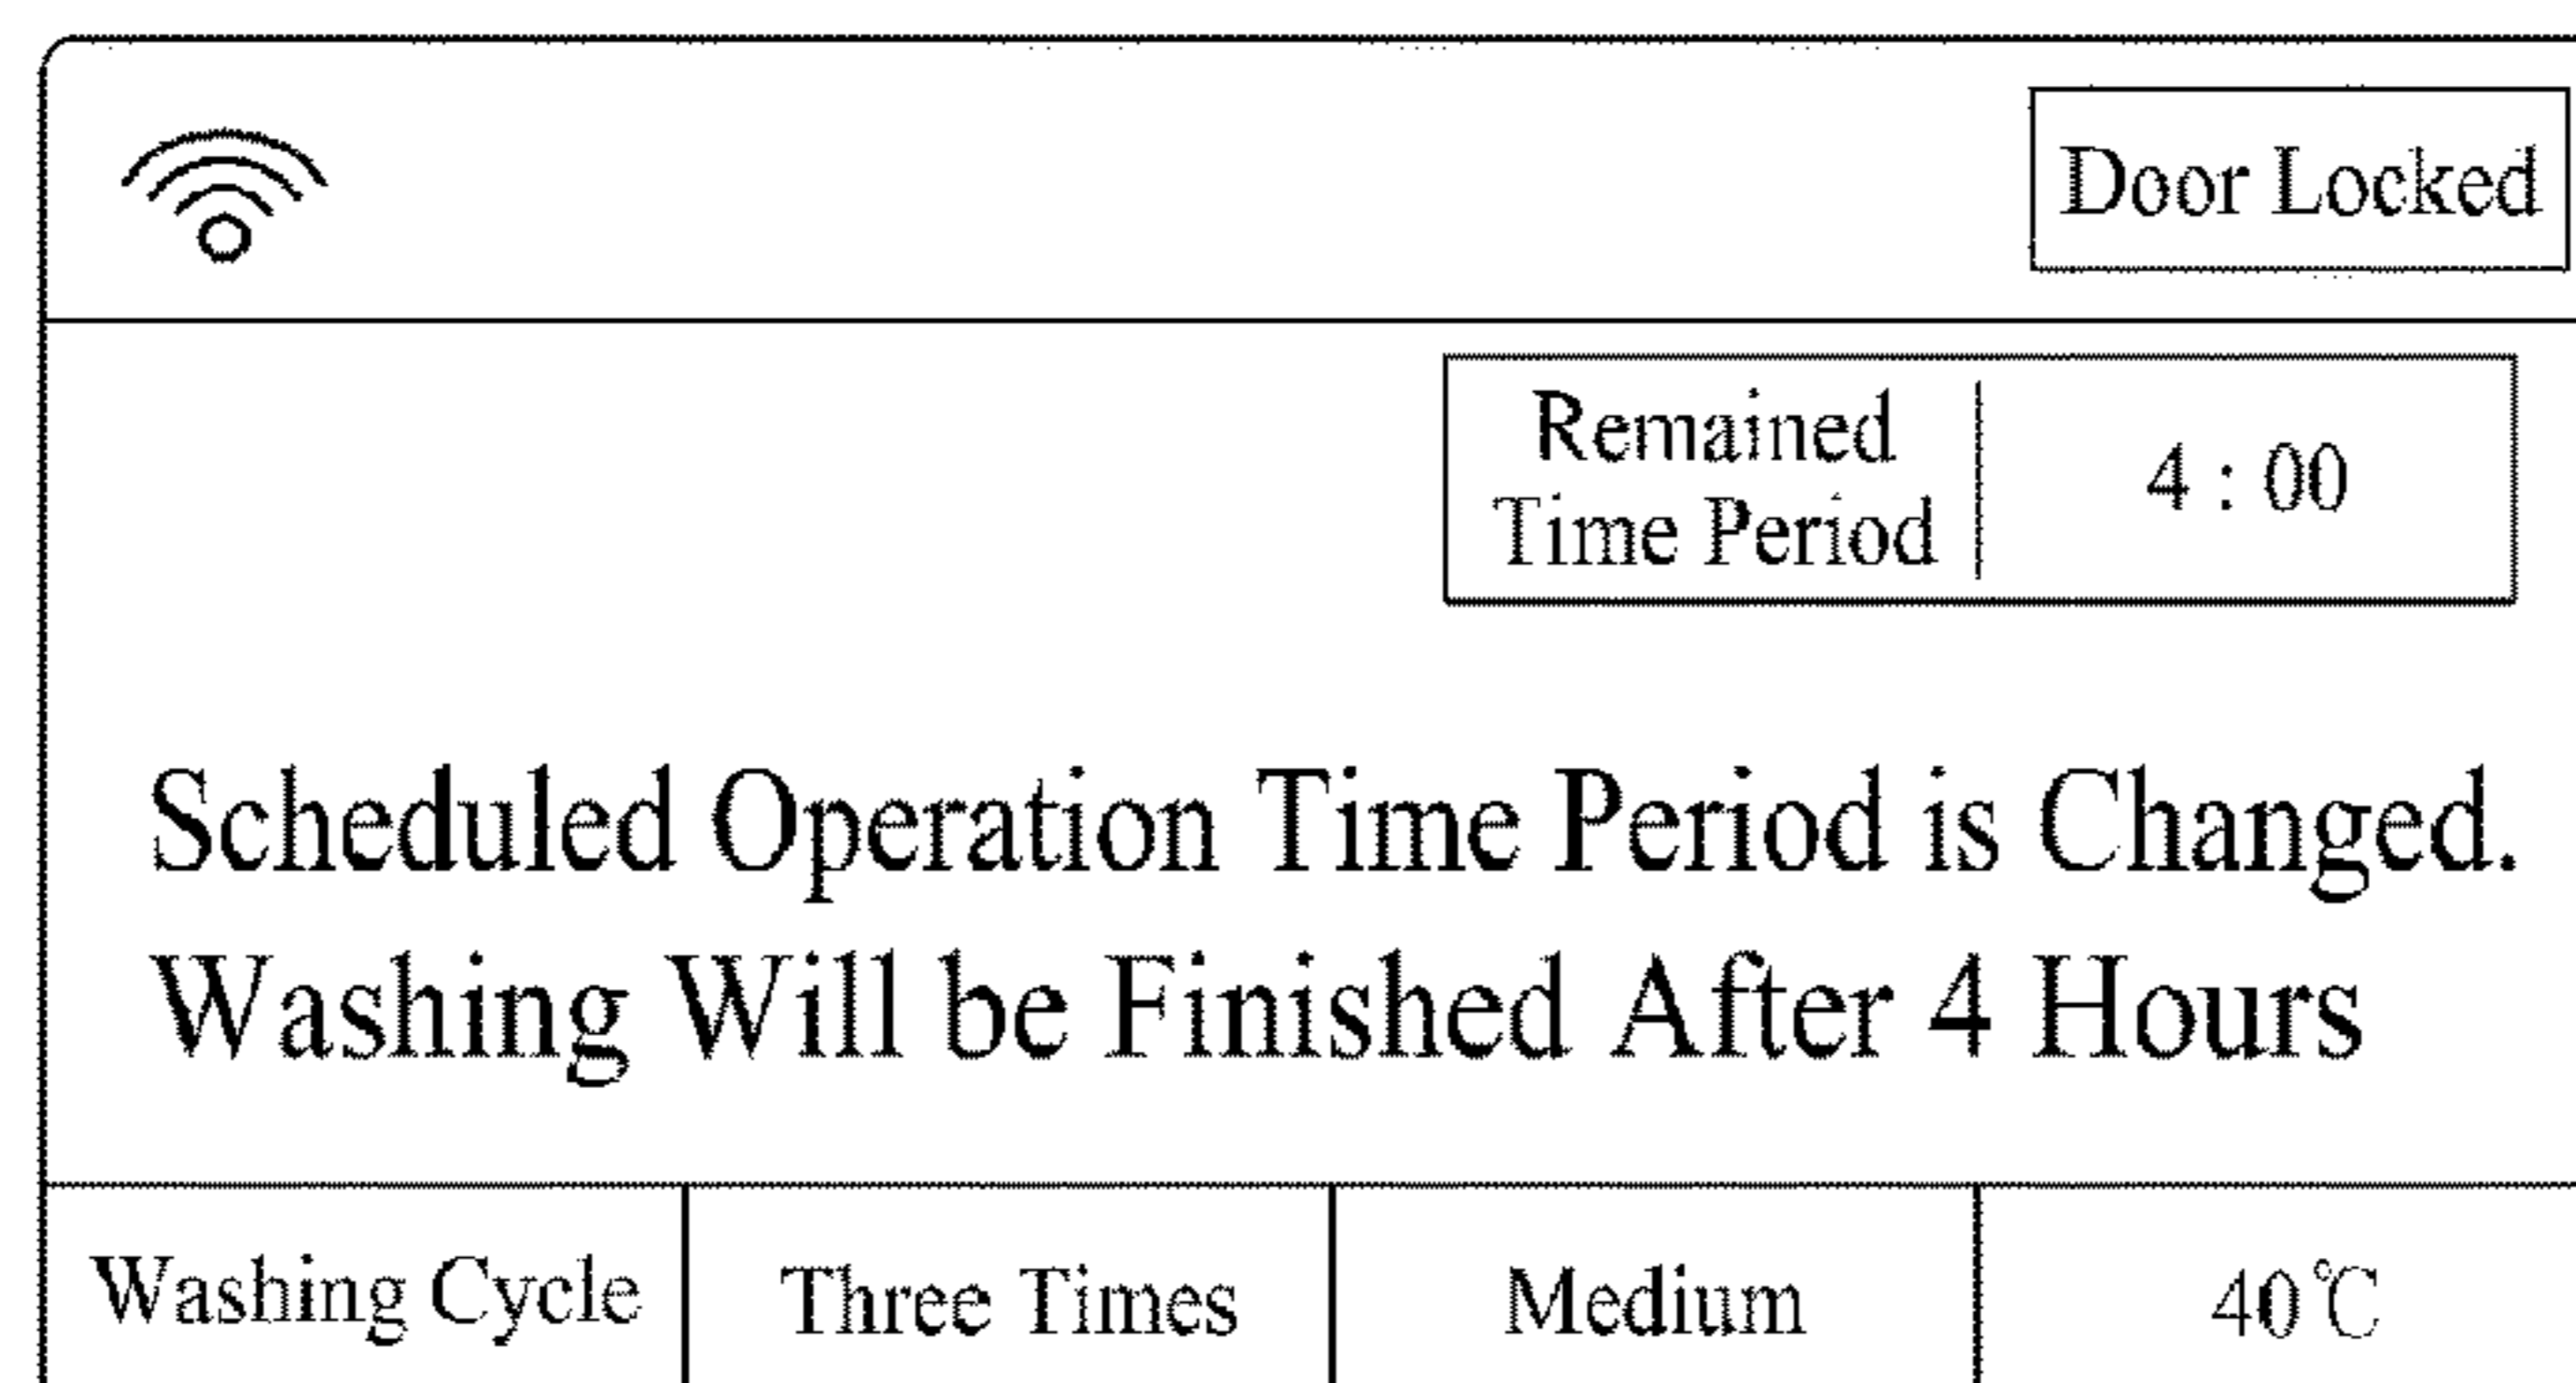 Door Locked
Remained
Time Period
4 : 00
Scheduled Operation Time Period is Changed.
Washing Will be Finished After 4 Hours
Washing Cycle
Three Times
Medium
40℃